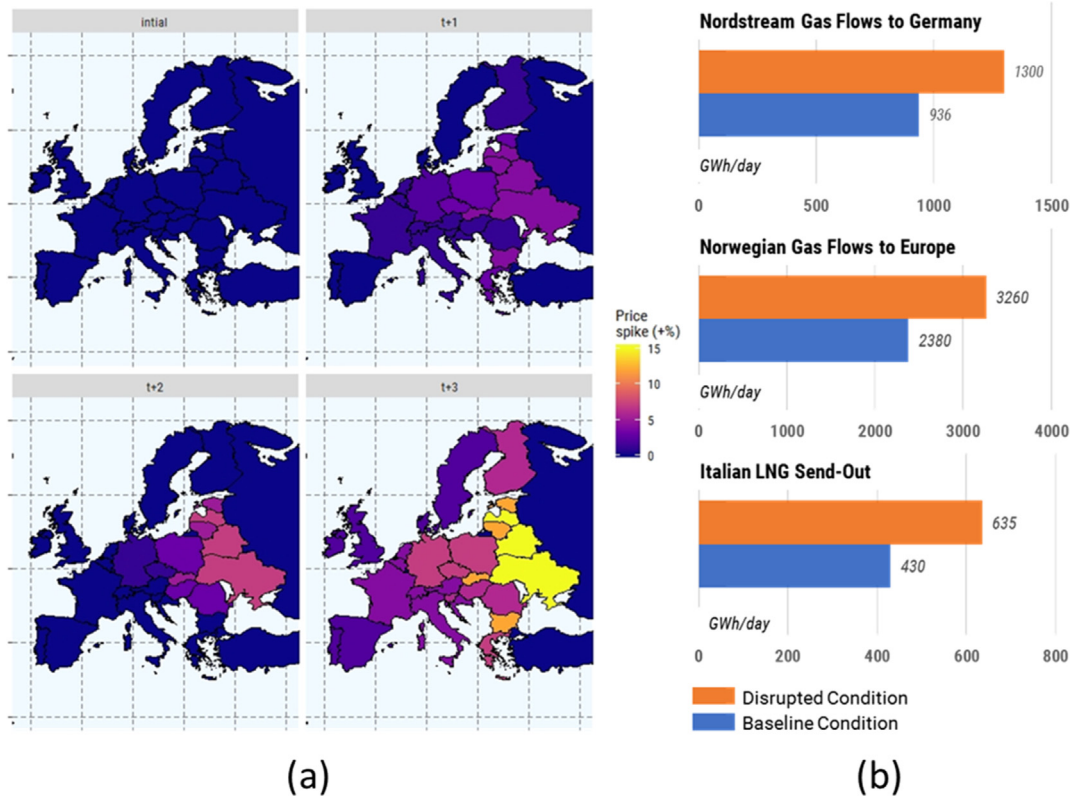 intial
t+1
t+2
t+3
Price
spike (+%)
15
10
5
0
(a)
Nordstream Gas Flows to Germany
1300
936
GWh/day
0 500 1000 1500
Norwegian Gas Flows to Europe
3260
2380
GWh/day
0 1000 2000 3000 4000
Italian LNG Send-Out
635
430
GWh/day
0 200 400 600 800
Disrupted Condition
Baseline Condition
(b)